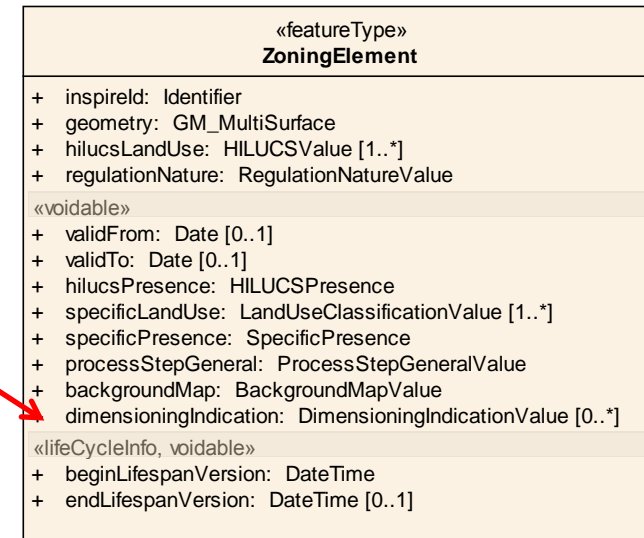 «featureType»
ZoningElement
+ inspireId: Identifier
+ geometry: GM_MultiSurface
+ hilucsLandUse: HILUCSValue [1..*]
+ regulationNature: RegulationNatureValue
«voidable»
+ validFrom: Date [0..1]
+ validTo: Date [0..1]
+ hilucsPresence: HILUCSPresence
+ specificLandUse: LandUseClassificationValue [1..*]
+ specificPresence: SpecificPresence
+ processStepGeneral: ProcessStepGeneralValue
+ backgroundMap: BackgroundMapValue
+ dimensioningIndication: DimensioningIndicationValue [0..*]
«lifeCycleInfo, voidable»
+ beginLifespanVersion: DateTime
+ endLifespanVersion: DateTime [0..1]